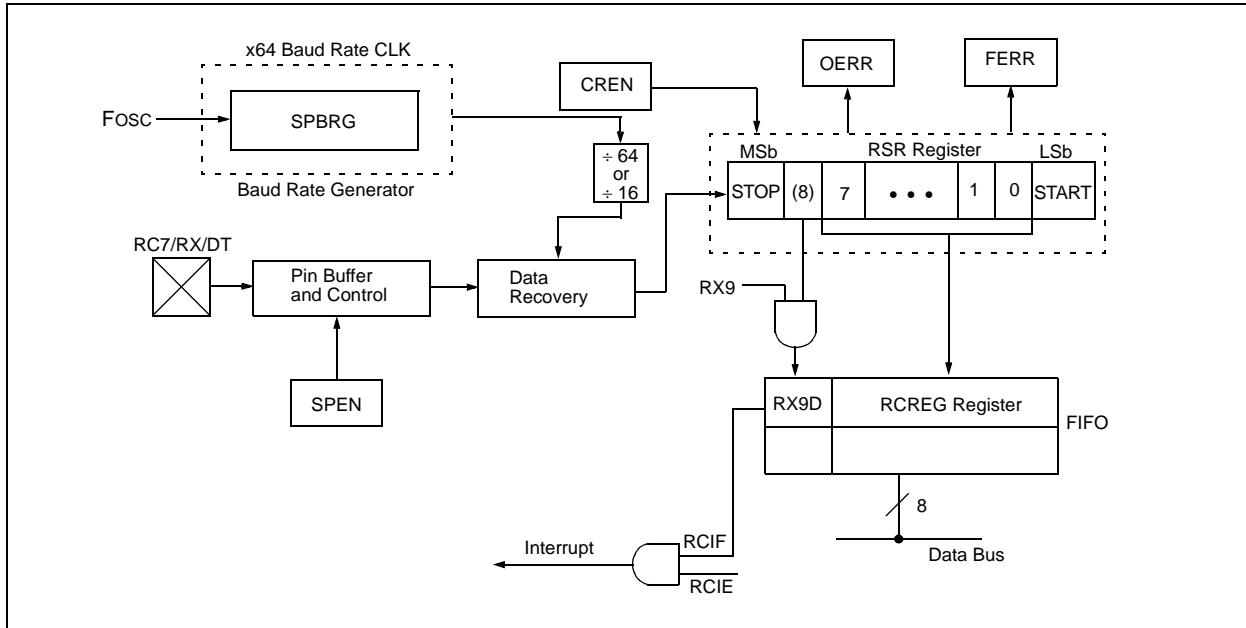 x64 Baud Rate CLK
FOSC
SPBRG
Baud Rate Generator
CREN
OERR
FERR
÷ 64
or
÷ 16
MSb
RSR Register
LSb
STOP (8) 7 • • • 1 0 START
RC7/RX/DT
Pin Buffer
and Control
Data
Recovery
SPEN
RX9
RX9D
RCREG Register
FIFO
8
Data Bus
Interrupt
RCIF
RCIE